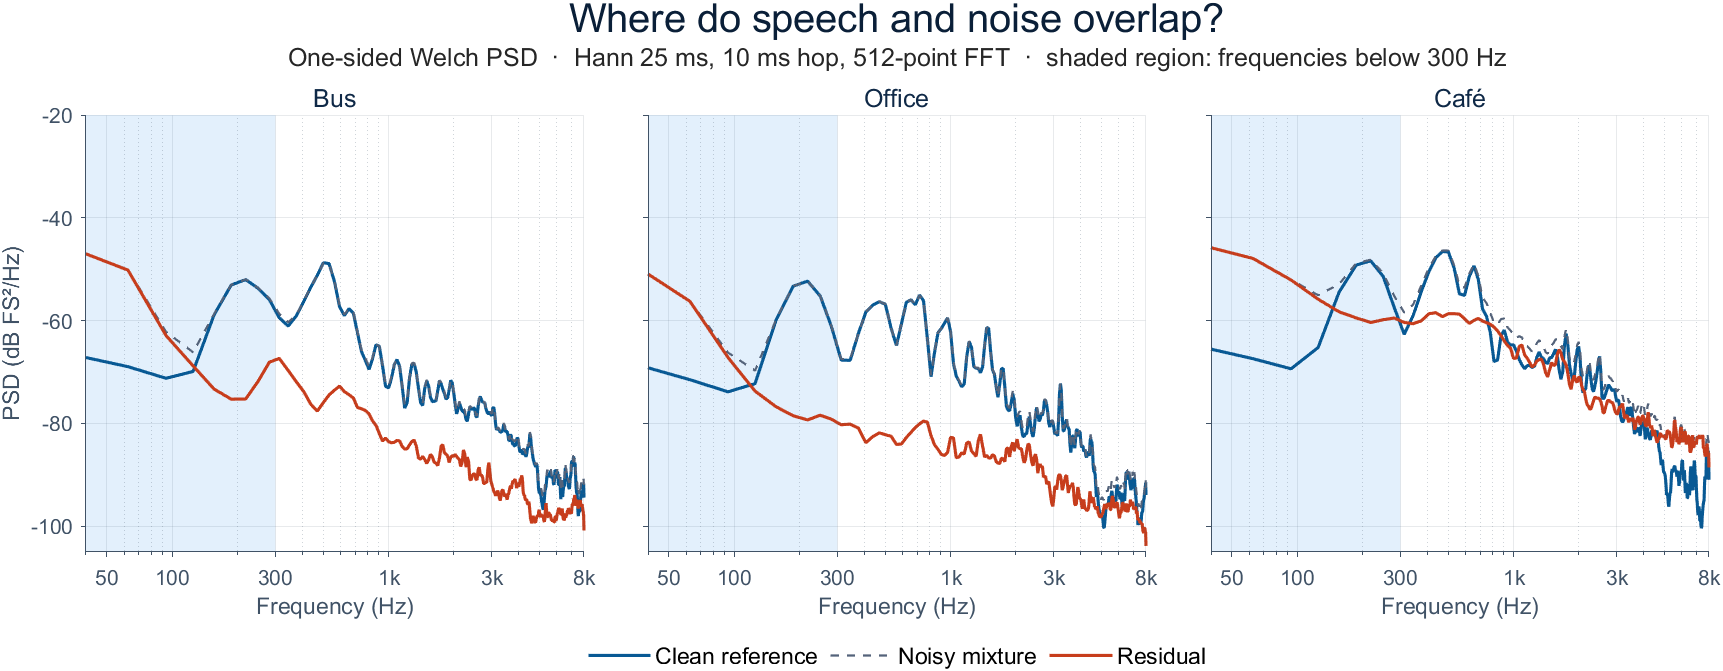 Where do speech and noise overlap?
One-sided Welch PSD · Hann 25 ms, 10 ms hop, 512-point FFT · shaded region: frequencies below 300 Hz
Bus
Office
Café
PSD (dB FS²/Hz)
-20
-40
-60
-80
-100
50 100 300 1k 3k 8k
50 100 300 1k 3k 8k
50 100 300 1k 3k 8k
Frequency (Hz)
Frequency (Hz)
Frequency (Hz)
Clean reference Noisy mixture Residual